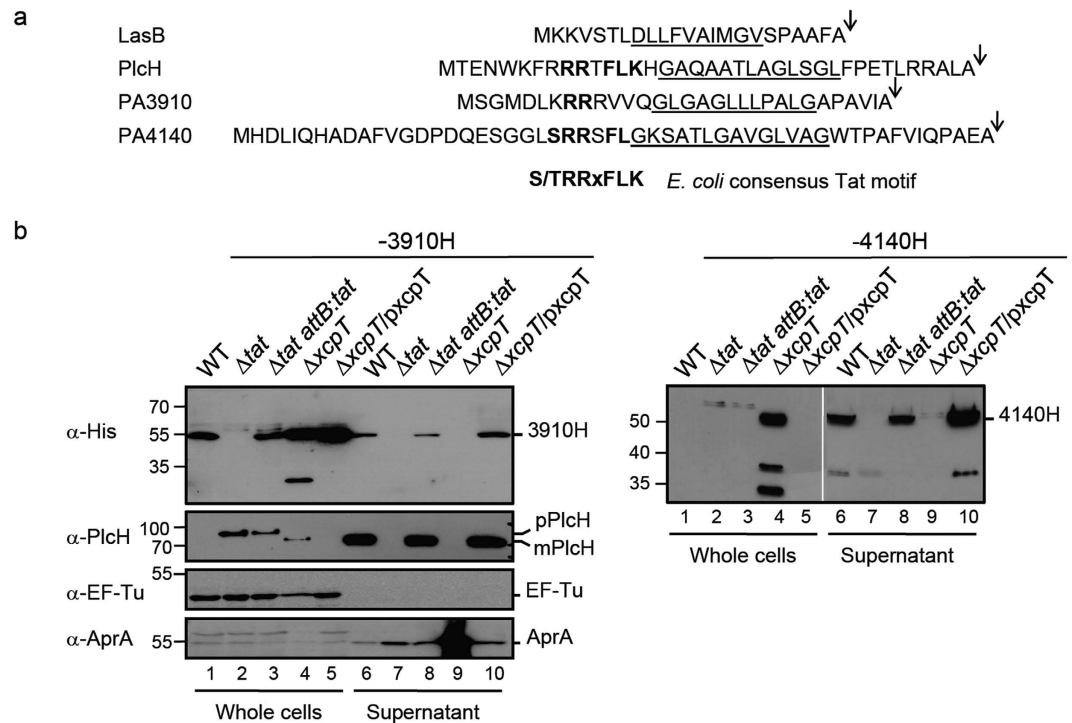 a
LasB MKKVSTLDLLFVAIMGVSPAAFA
PlcH MTENWKFRRRTFLKHGAQAATLAGLSGLFPETLRRALA
PA3910 MSGMDLKRRRVVQGLGAGLLLPALGAPAVIA
PA4140 MHDLIQHADAFVGDPDQESGGLSRRSFLGKSATLGAVGLVAGWTPAFVIQPAEA
S/TRRxFLK E. coli consensus Tat motif
b
-3910H
WT Δtat Δtat attB:tat ΔxcpT ΔxcpT/pxcpT WT Δtat Δtat attB:tat ΔxcpT ΔxcpT/pxcpT
α-His 70 55 35 3910H
α-PlcH 100 70 pPlcH mPlcH
α-EF-Tu 55 EF-Tu
α-AprA 55 AprA
1 2 3 4 5 6 7 8 9 10
Whole cells Supernatant
-4140H
WT Δtat Δtat attB:tat ΔxcpT ΔxcpT/pxcpT WT Δtat Δtat attB:tat ΔxcpT ΔxcpT/pxcpT
50 40 35 4140H
1 2 3 4 5 6 7 8 9 10
Whole cells Supernatant